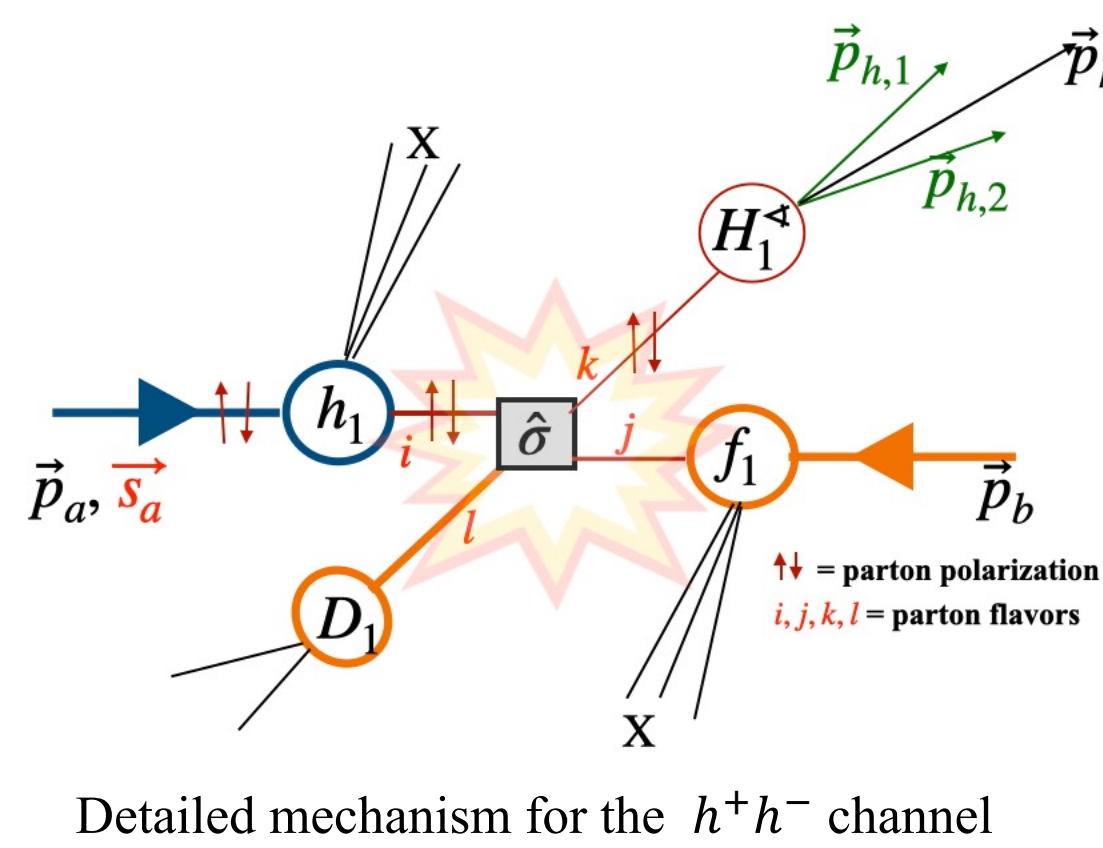 p⃗h,1
p⃗
p⃗h,2
X
H₁∢
k
h₁
i
σ̂
j
f₁
p⃗a, s⃗a
p⃗b
l
↑↓ = parton polarization
i, j, k, l = parton flavors
D₁
X
Detailed mechanism for the h⁺h⁻ channel